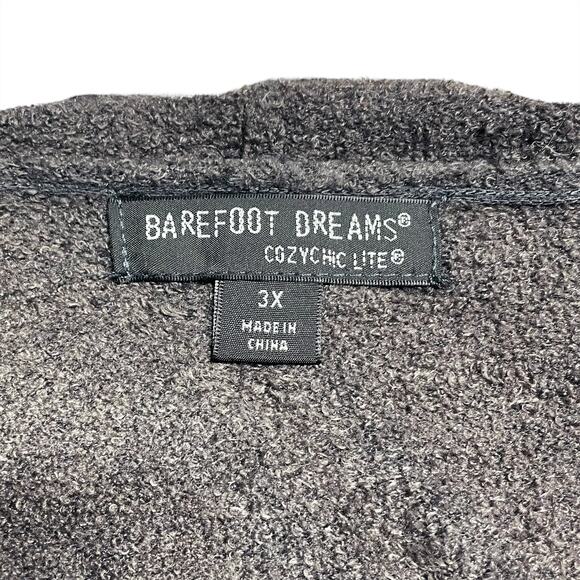 BAREFOOT DREAMS®
COZYCHIC LITE®
3X
MADE IN
CHINA